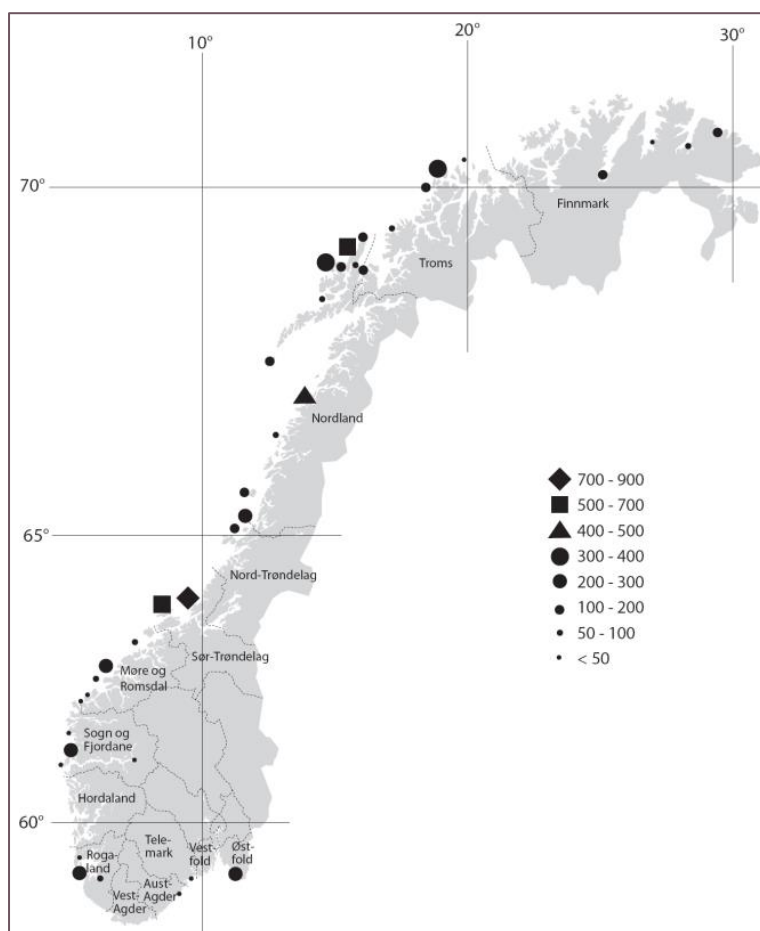 10°
20°
30°
70°
Finnmark
Troms
Nordland
700 - 900
500 - 700
400 - 500
300 - 400
200 - 300
100 - 200
50 - 100
< 50
65°
Nord-Trøndelag
Sør-Trøndelag
Møre og
Romsdal
Sogn og
Fjordane
Hordaland
60°
Roga-
land
Tele-
mark
Vest-
fold
Øst-
fold
Aust-
Agder
Vest-
Agder